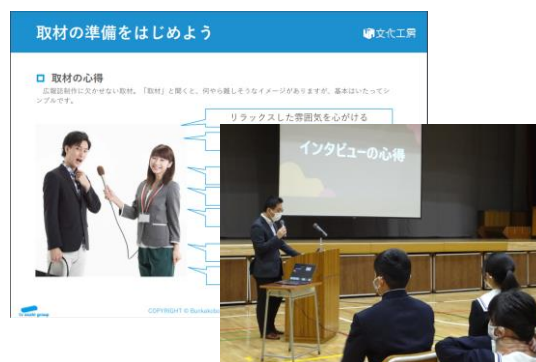 取材の準備をはじめよう
文化工房
取材の心得
広報誌制作に欠かせない取材。「取材」と聞くと、何やら難しそうなイメージがありますが、基本はいたってシ
ンプルです。
リラックスした雰囲気を心がける
インタビューの心得
COPYRIGHT © Bunkakobo